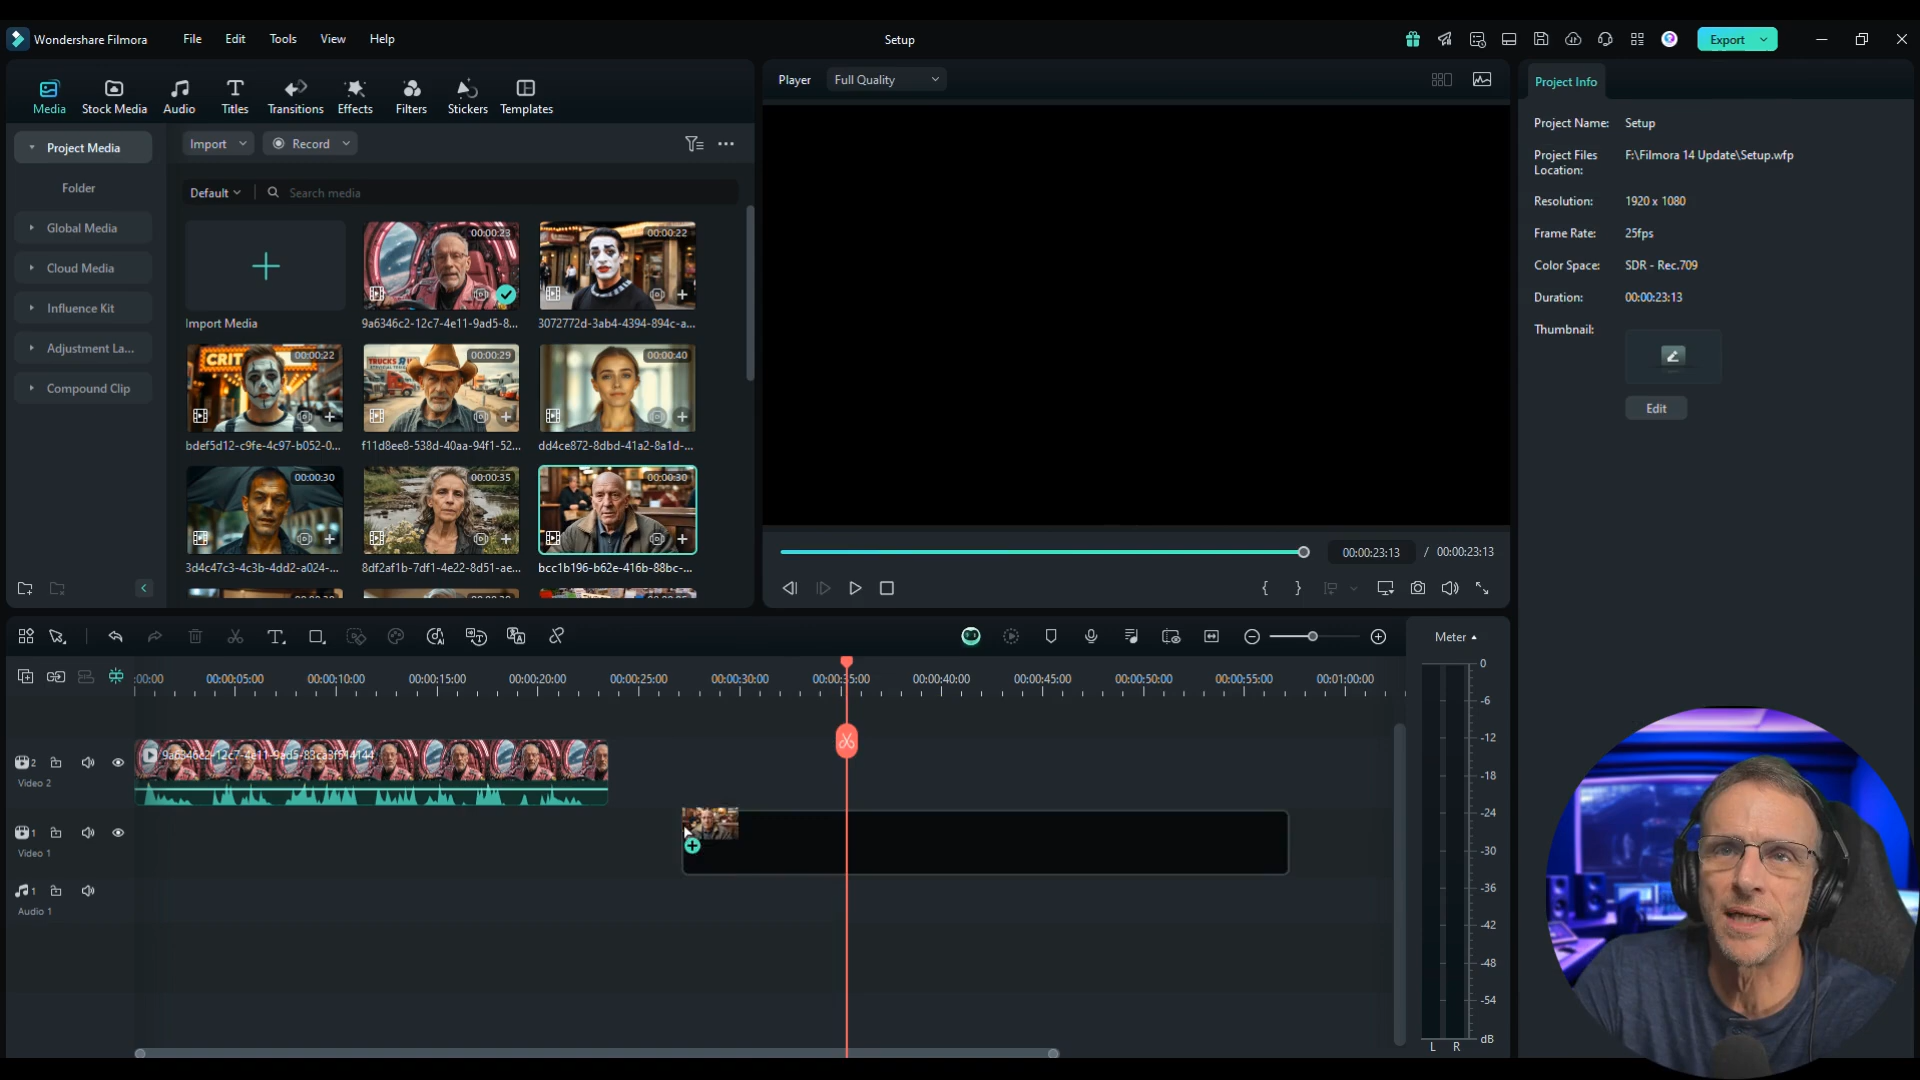 Wondershare Filmora File Edit Tools View Help Setup Export
Media Stock Media Audio Titles Transitions Effects Filters Stickers Templates
Project Media
Folder
Global Media
Cloud Media
Influence Kit
Adjustment La...
Compound Clip
Import Record
Default Search media
00:00:23 00:00:22
Import Media 9a6346c2-12c7-4e11-9ad5-8... 3072772d-3ab4-4394-894c-a...
CRIT 00:00:22 TRUCKS R 00:00:29 00:00:40
bdef5d12-c9fe-4c97-b052-0... f11d8ee8-538d-40aa-94f1-52... dd4ce872-8dbd-41a2-8a1d-...
00:00:30 00:00:35 00:00:30
3d4c47c3-4c3b-4dd2-a024-... 8df2af1b-7df1-4e22-8d51-ae... bcc1b196-b62e-416b-88bc-...
Player Full Quality
00:00:23:13 / 00:00:23:13
Project Info
Project Name: Setup
Project Files Location: F:\Filmora 14 Update\Setup.wfp
Resolution: 1920 x 1080
Frame Rate: 25fps
Color Space: SDR - Rec.709
Duration: 00:00:23:13
Thumbnail:
Edit
Meter
:00:00 00:00:05:00 00:00:10:00 00:00:15:00 00:00:20:00 00:00:25:00 00:00:30:00 00:00:35:00 00:00:40:00 00:00:45:00 00:00:50:00 00:00:55:00 00:01:00:00
2
Video 2
9a6346c2-12c7-4e11-9ad5-83ca3f514144
1
Video 1
1
Audio 1
0
-6
-12
-18
-24
-30
-36
-42
-48
-54
dB
L R